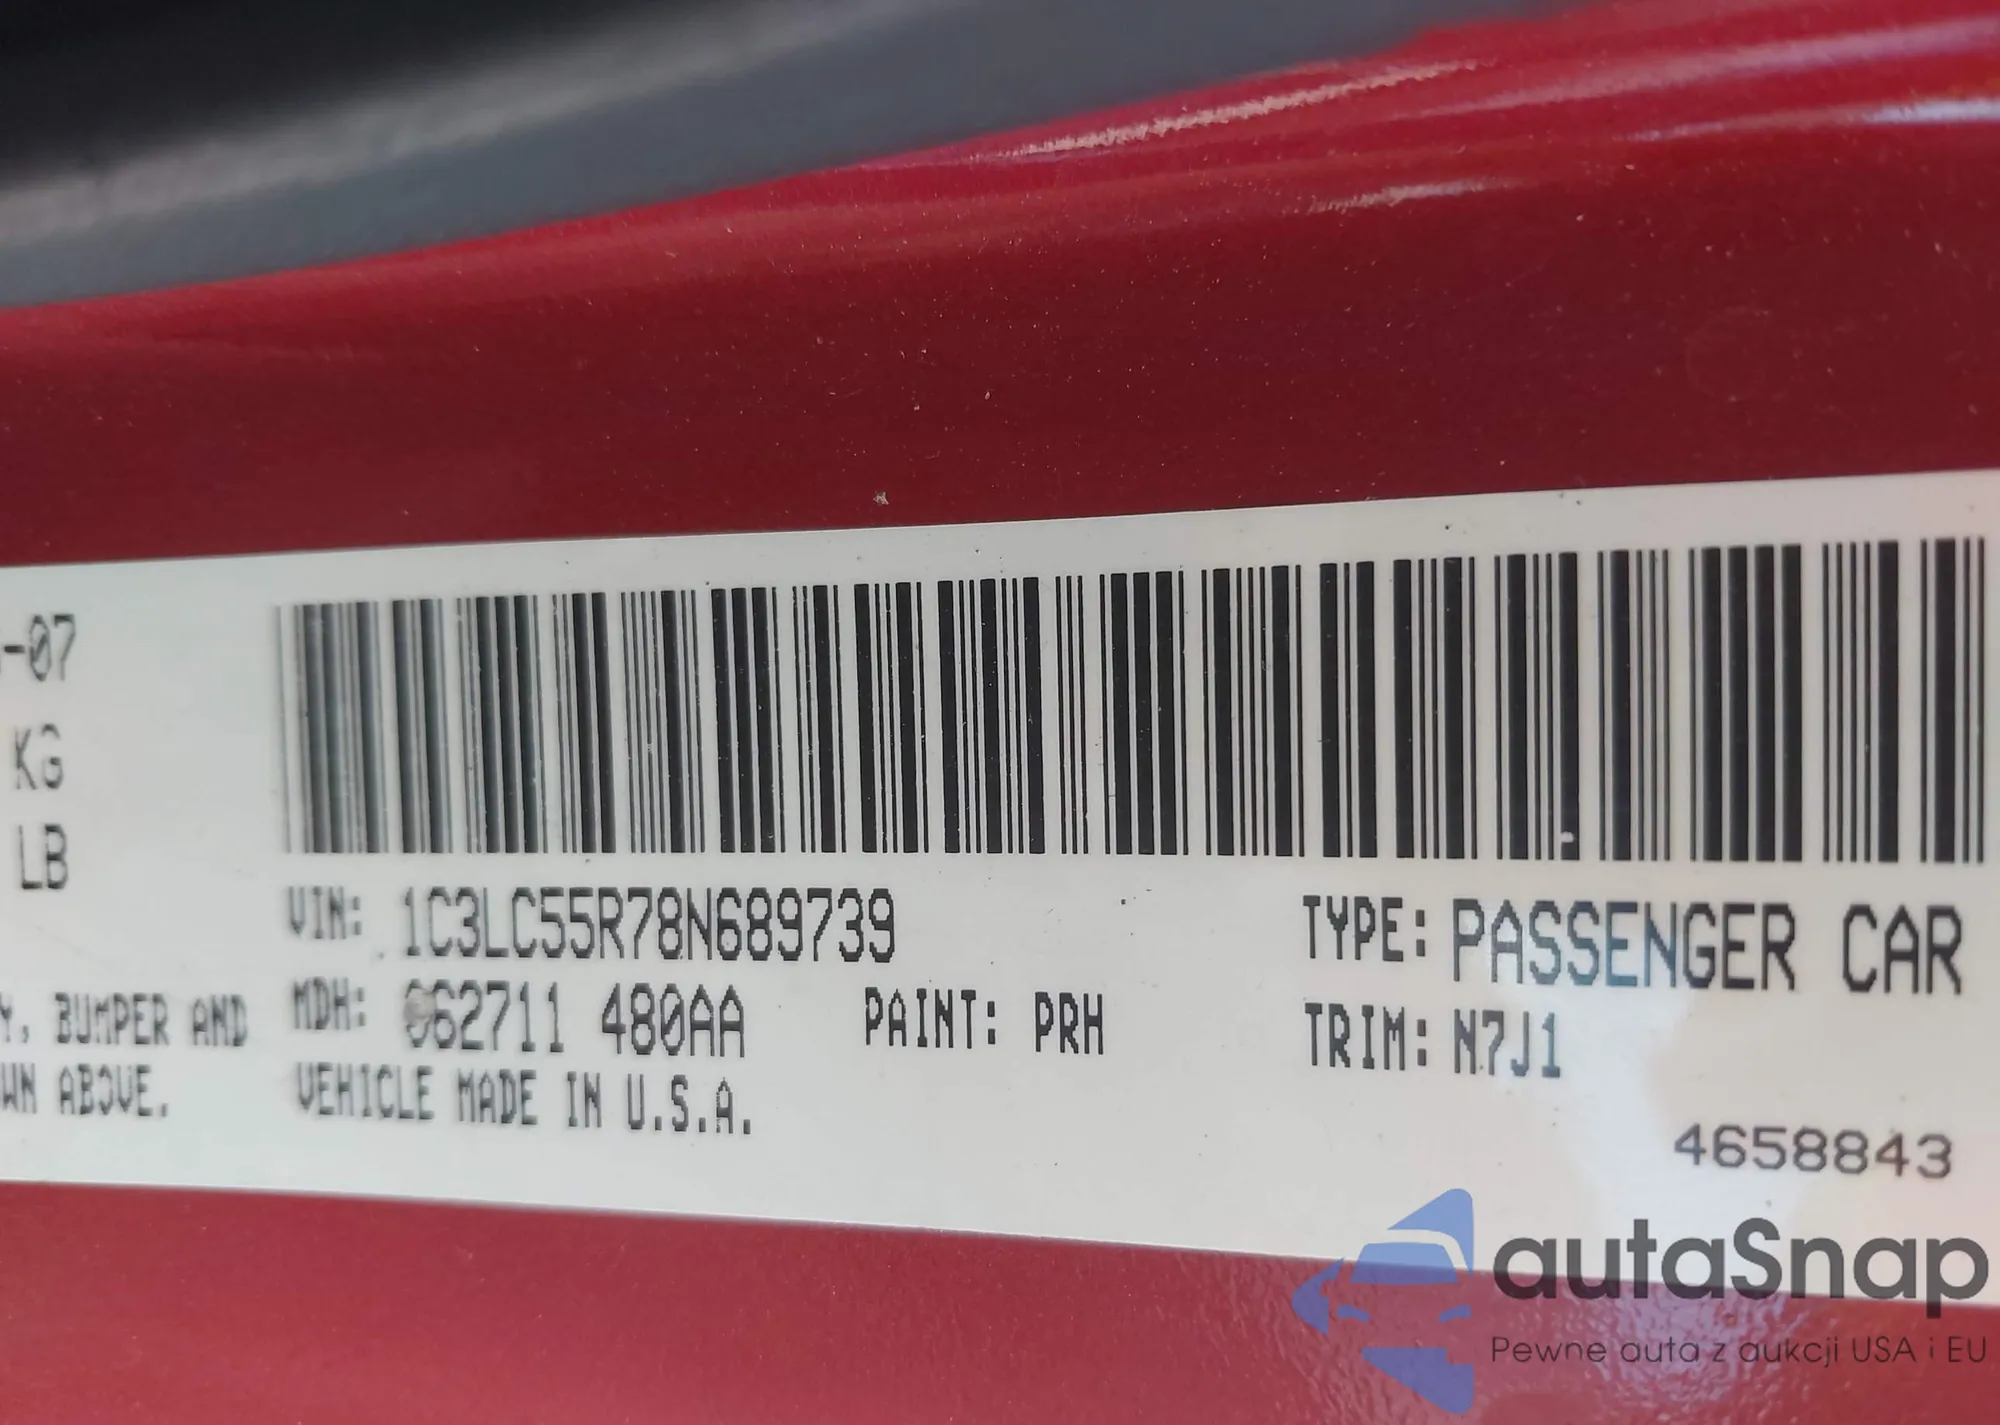 -07
KG
LB
VIN: 1C3LC55R78N689739
TYPE: PASSENGER CAR
MDH: 062711 480AA
PAINT: PRH
TRIM: N7J1
Y, BUMPER AND
WN ABOVE.
VEHICLE MADE IN U.S.A.
4658843
autaSnap
Pewne auta z aukcji USA i EU